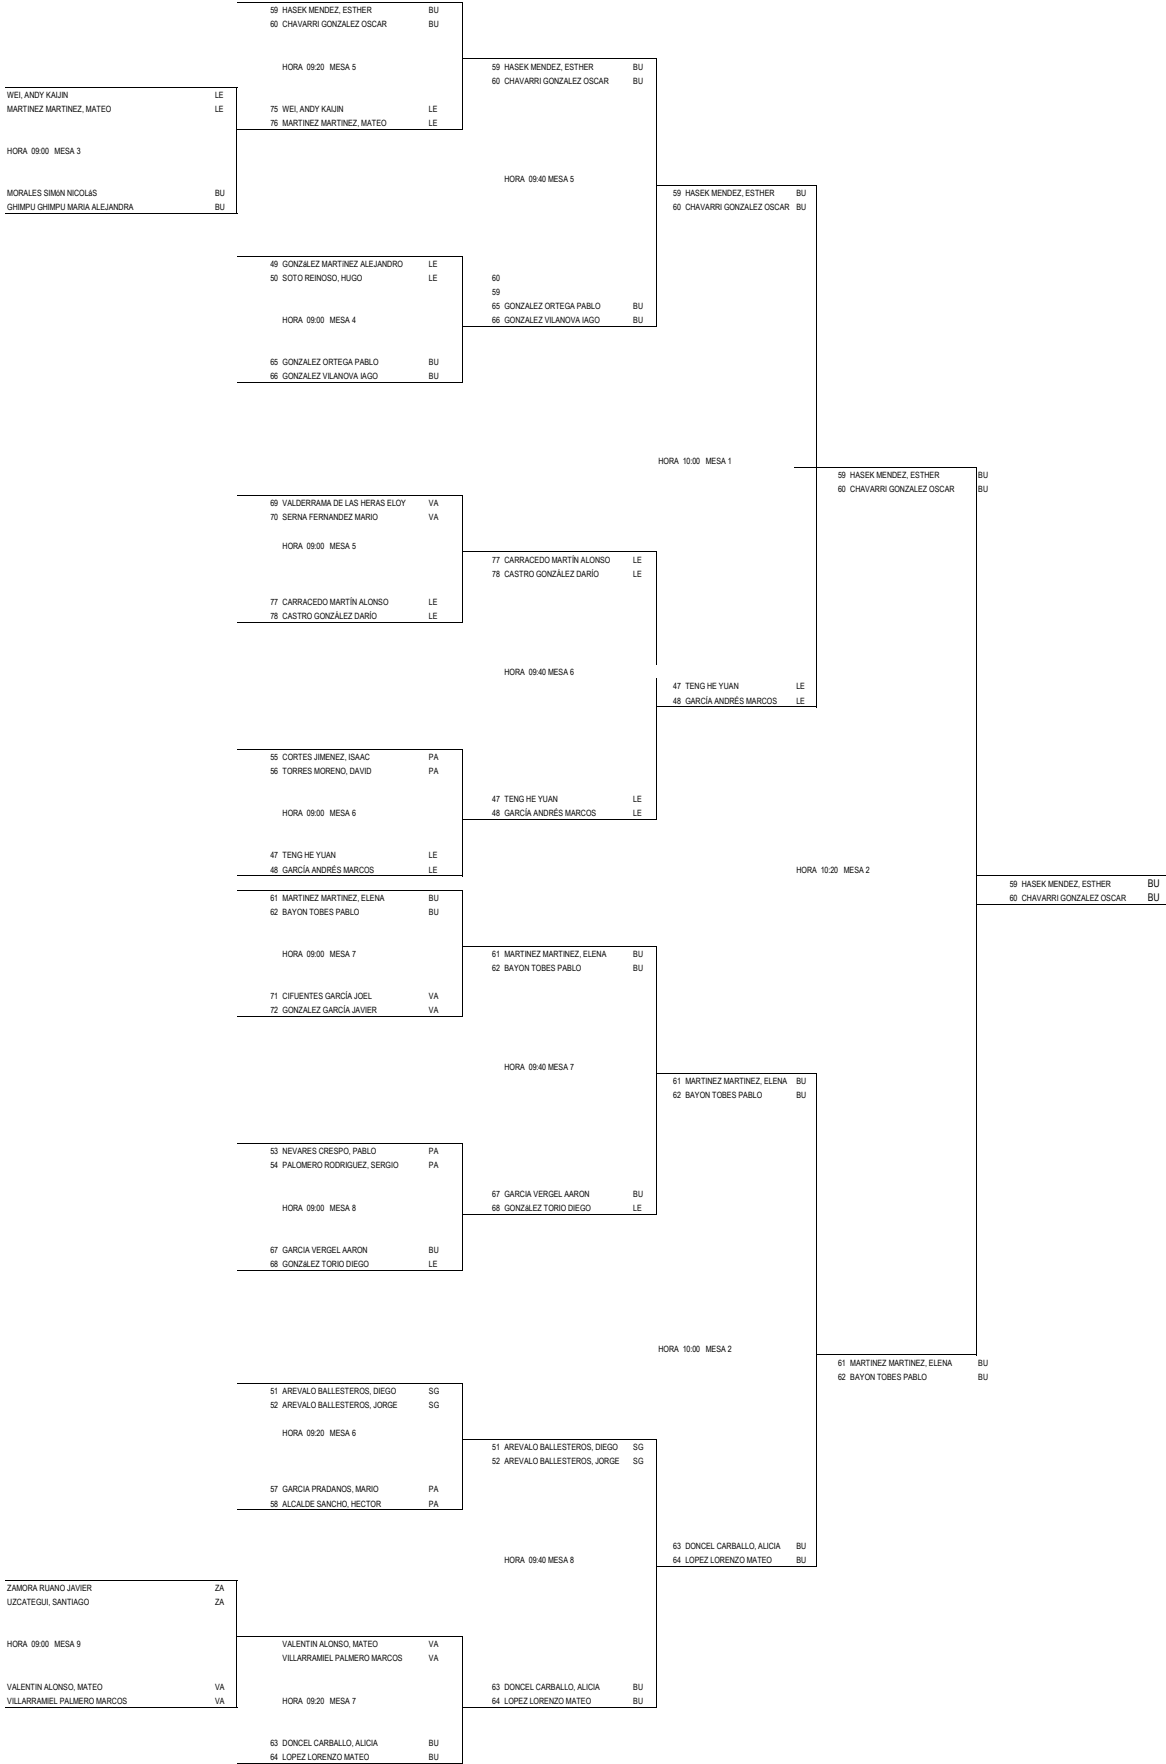 59 HASEK MENDEZ, ESTHER BU
60 CHAVARRI GONZALEZ OSCAR BU
HORA 09:20 MESA 5
59 HASEK MENDEZ, ESTHER BU
60 CHAVARRI GONZALEZ OSCAR BU
WEI, ANDY KAIJIN LE
MARTINEZ MARTINEZ, MATEO LE
75 WEI, ANDY KAIJIN LE
76 MARTINEZ MARTINEZ, MATEO LE
HORA 09:00 MESA 3
HORA 09:40 MESA 5
MORALES SIMóN NICOLáS BU
GHIMPU GHIMPU MARIA ALEJANDRA BU
59 HASEK MENDEZ, ESTHER BU
60 CHAVARRI GONZALEZ OSCAR BU
49 GONZáLEZ MARTíNEZ ALEJANDRO LE
50 SOTO REINOSO, HUGO LE
60
59
65 GONZALEZ ORTEGA PABLO BU
66 GONZALEZ VILANOVA IAGO BU
HORA 09:00 MESA 4
65 GONZALEZ ORTEGA PABLO BU
66 GONZALEZ VILANOVA IAGO BU
HORA 10:00 MESA 1
59 HASEK MENDEZ, ESTHER BU
60 CHAVARRI GONZALEZ OSCAR BU
69 VALDERRAMA DE LAS HERAS ELOY VA
70 SERNA FERNANDEZ MARIO VA
HORA 09:00 MESA 5
77 CARRACEDO MARTÍN ALONSO LE
78 CASTRO GONZÁLEZ DARÍO LE
77 CARRACEDO MARTÍN ALONSO LE
78 CASTRO GONZÁLEZ DARÍO LE
HORA 09:40 MESA 6
47 TENG HE YUAN LE
48 GARCÍA ANDRÉS MARCOS LE
55 CORTES JIMENEZ, ISAAC PA
56 TORRES MORENO, DAVID PA
47 TENG HE YUAN LE
48 GARCÍA ANDRÉS MARCOS LE
HORA 09:00 MESA 6
47 TENG HE YUAN LE
48 GARCÍA ANDRÉS MARCOS LE
HORA 10:20 MESA 2
59 HASEK MENDEZ, ESTHER BU
60 CHAVARRI GONZALEZ OSCAR BU
61 MARTINEZ MARTINEZ, ELENA BU
62 BAYON TOBES PABLO BU
HORA 09:00 MESA 7
61 MARTINEZ MARTINEZ, ELENA BU
62 BAYON TOBES PABLO BU
71 CIFUENTES GARCÍA JOEL VA
72 GONZALEZ GARCÍA JAVIER VA
HORA 09:40 MESA 7
61 MARTINEZ MARTINEZ, ELENA BU
62 BAYON TOBES PABLO BU
53 NEVARES CRESPO, PABLO PA
54 PALOMERO RODRIGUEZ, SERGIO PA
67 GARCIA VERGEL AARON BU
68 GONZáLEZ TORIO DIEGO LE
HORA 09:00 MESA 8
67 GARCIA VERGEL AARON BU
68 GONZáLEZ TORIO DIEGO LE
HORA 10:00 MESA 2
61 MARTINEZ MARTINEZ, ELENA BU
62 BAYON TOBES PABLO BU
51 AREVALO BALLESTEROS, DIEGO SG
52 AREVALO BALLESTEROS, JORGE SG
HORA 09:20 MESA 6
51 AREVALO BALLESTEROS, DIEGO SG
52 AREVALO BALLESTEROS, JORGE SG
57 GARCIA PRADANOS, MARIO PA
58 ALCALDE SANCHO, HECTOR PA
63 DONCEL CARBALLO, ALICIA BU
64 LOPEZ LORENZO MATEO BU
HORA 09:40 MESA 8
ZAMORA RUANO JAVIER ZA
UZCATEGUI, SANTIAGO ZA
HORA 09:00 MESA 9
VALENTIN ALONSO, MATEO VA
VILLARRAMIEL PALMERO MARCOS VA
VALENTIN ALONSO, MATEO VA
VILLARRAMIEL PALMERO MARCOS VA
63 DONCEL CARBALLO, ALICIA BU
64 LOPEZ LORENZO MATEO BU
HORA 09:20 MESA 7
63 DONCEL CARBALLO, ALICIA BU
64 LOPEZ LORENZO MATEO BU